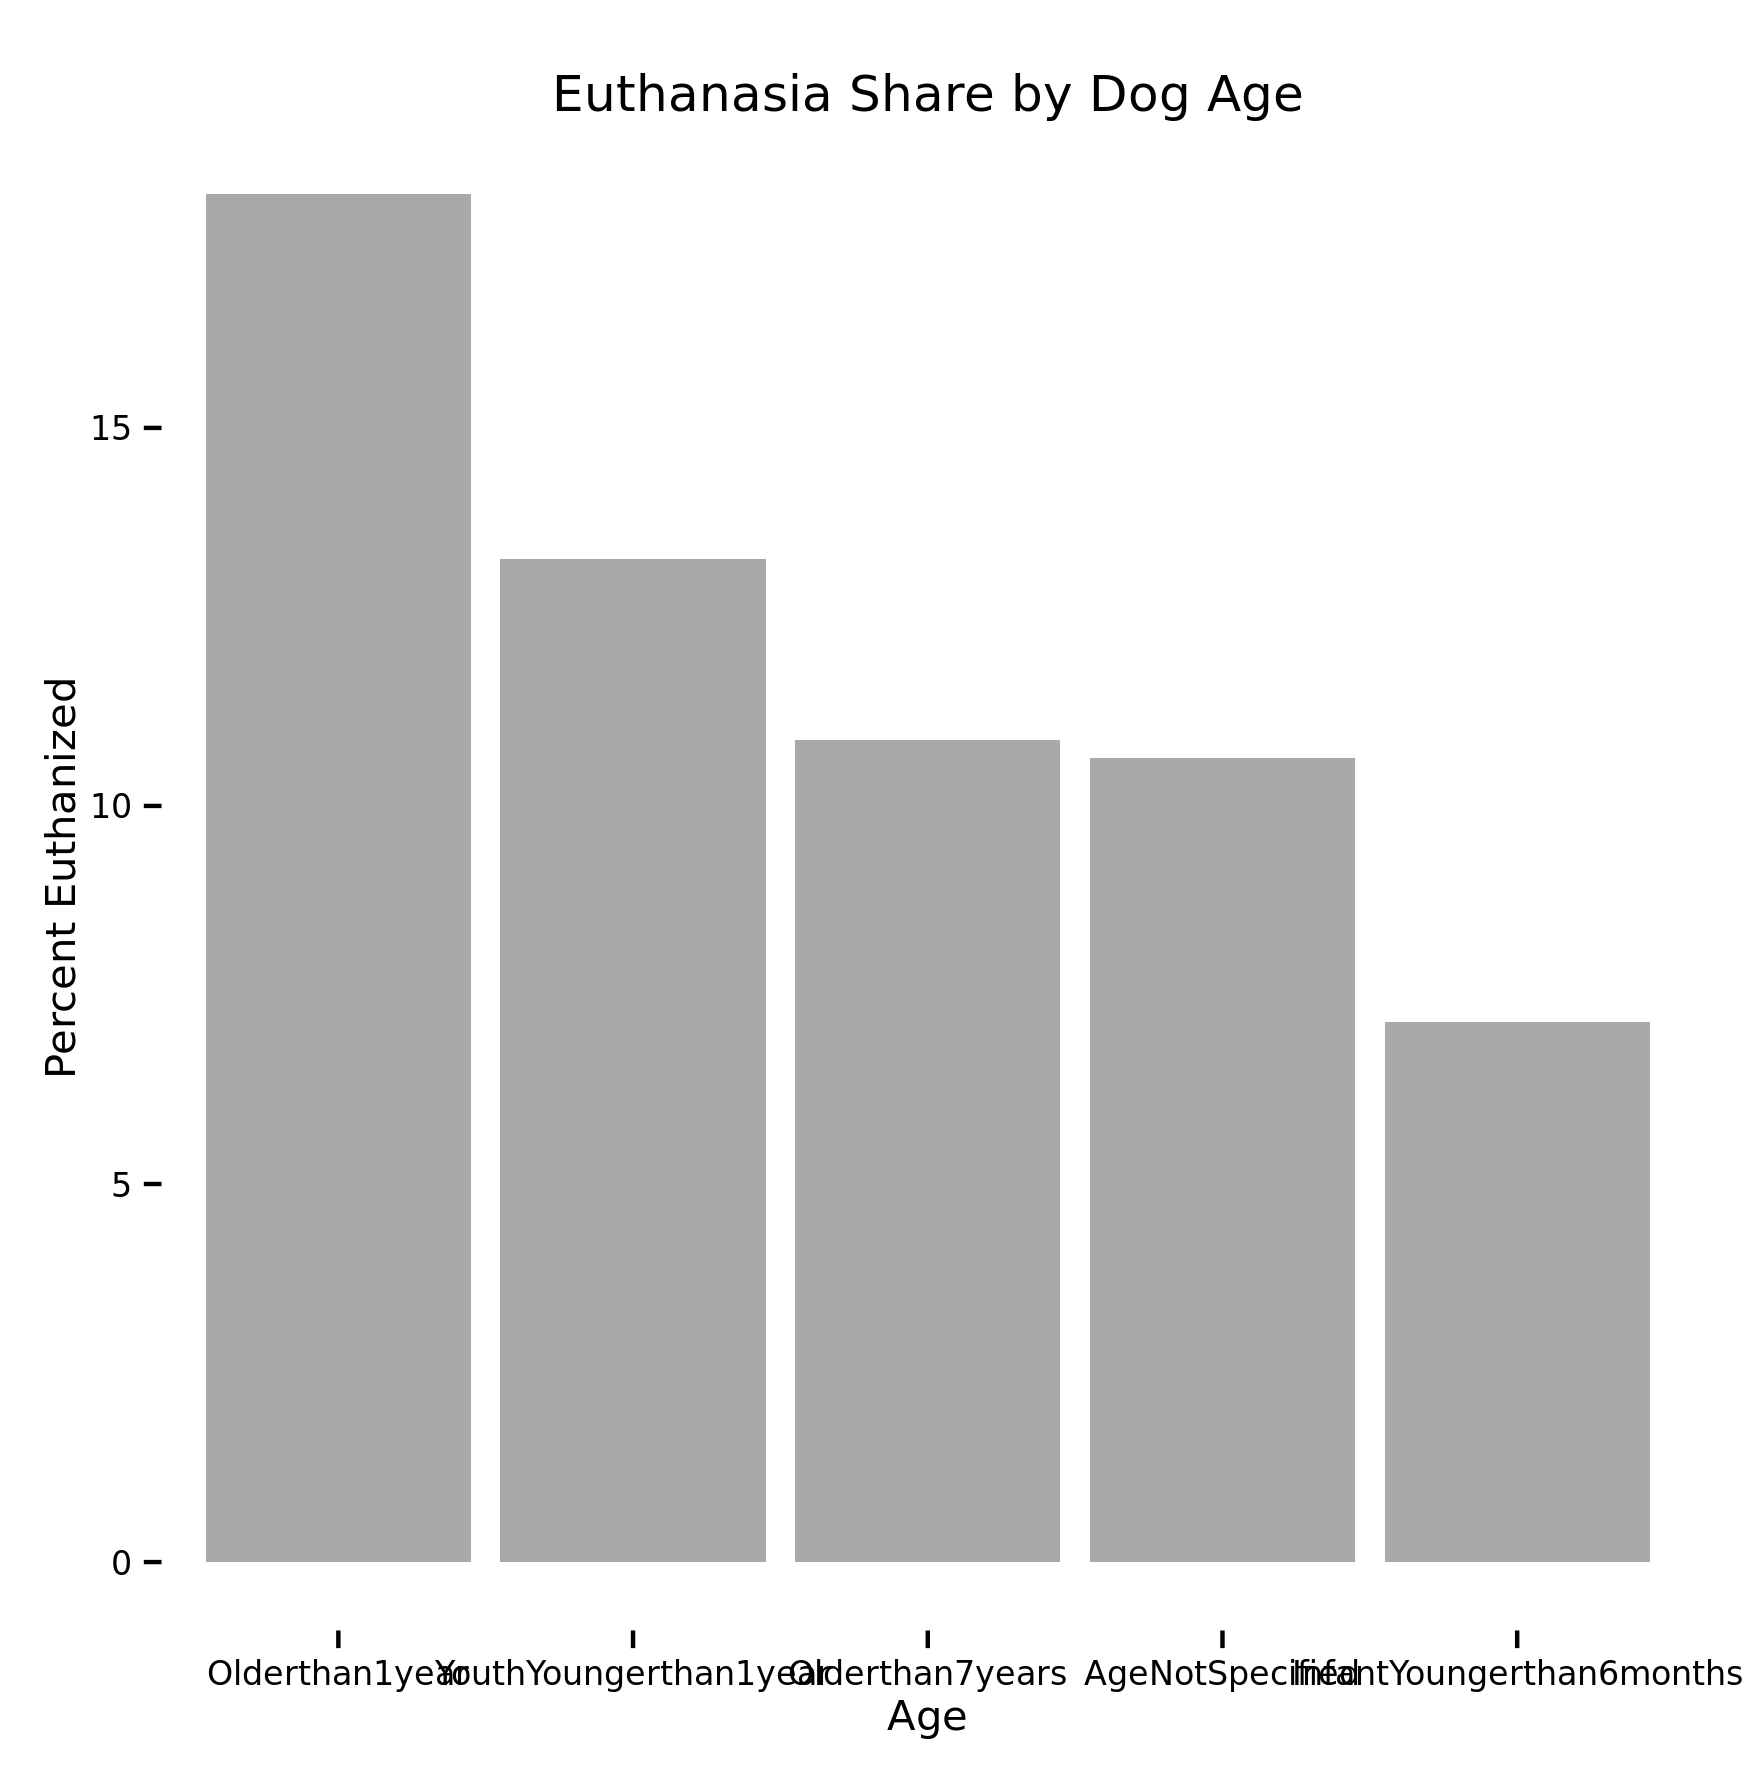 Euthanasia Share by Dog Age
Percent Euthanized
15
10
5
0
Olderthan1year YouthYoungerthan1year Olderthan7years AgeNotSpecified InfantYoungerthan6months
Age